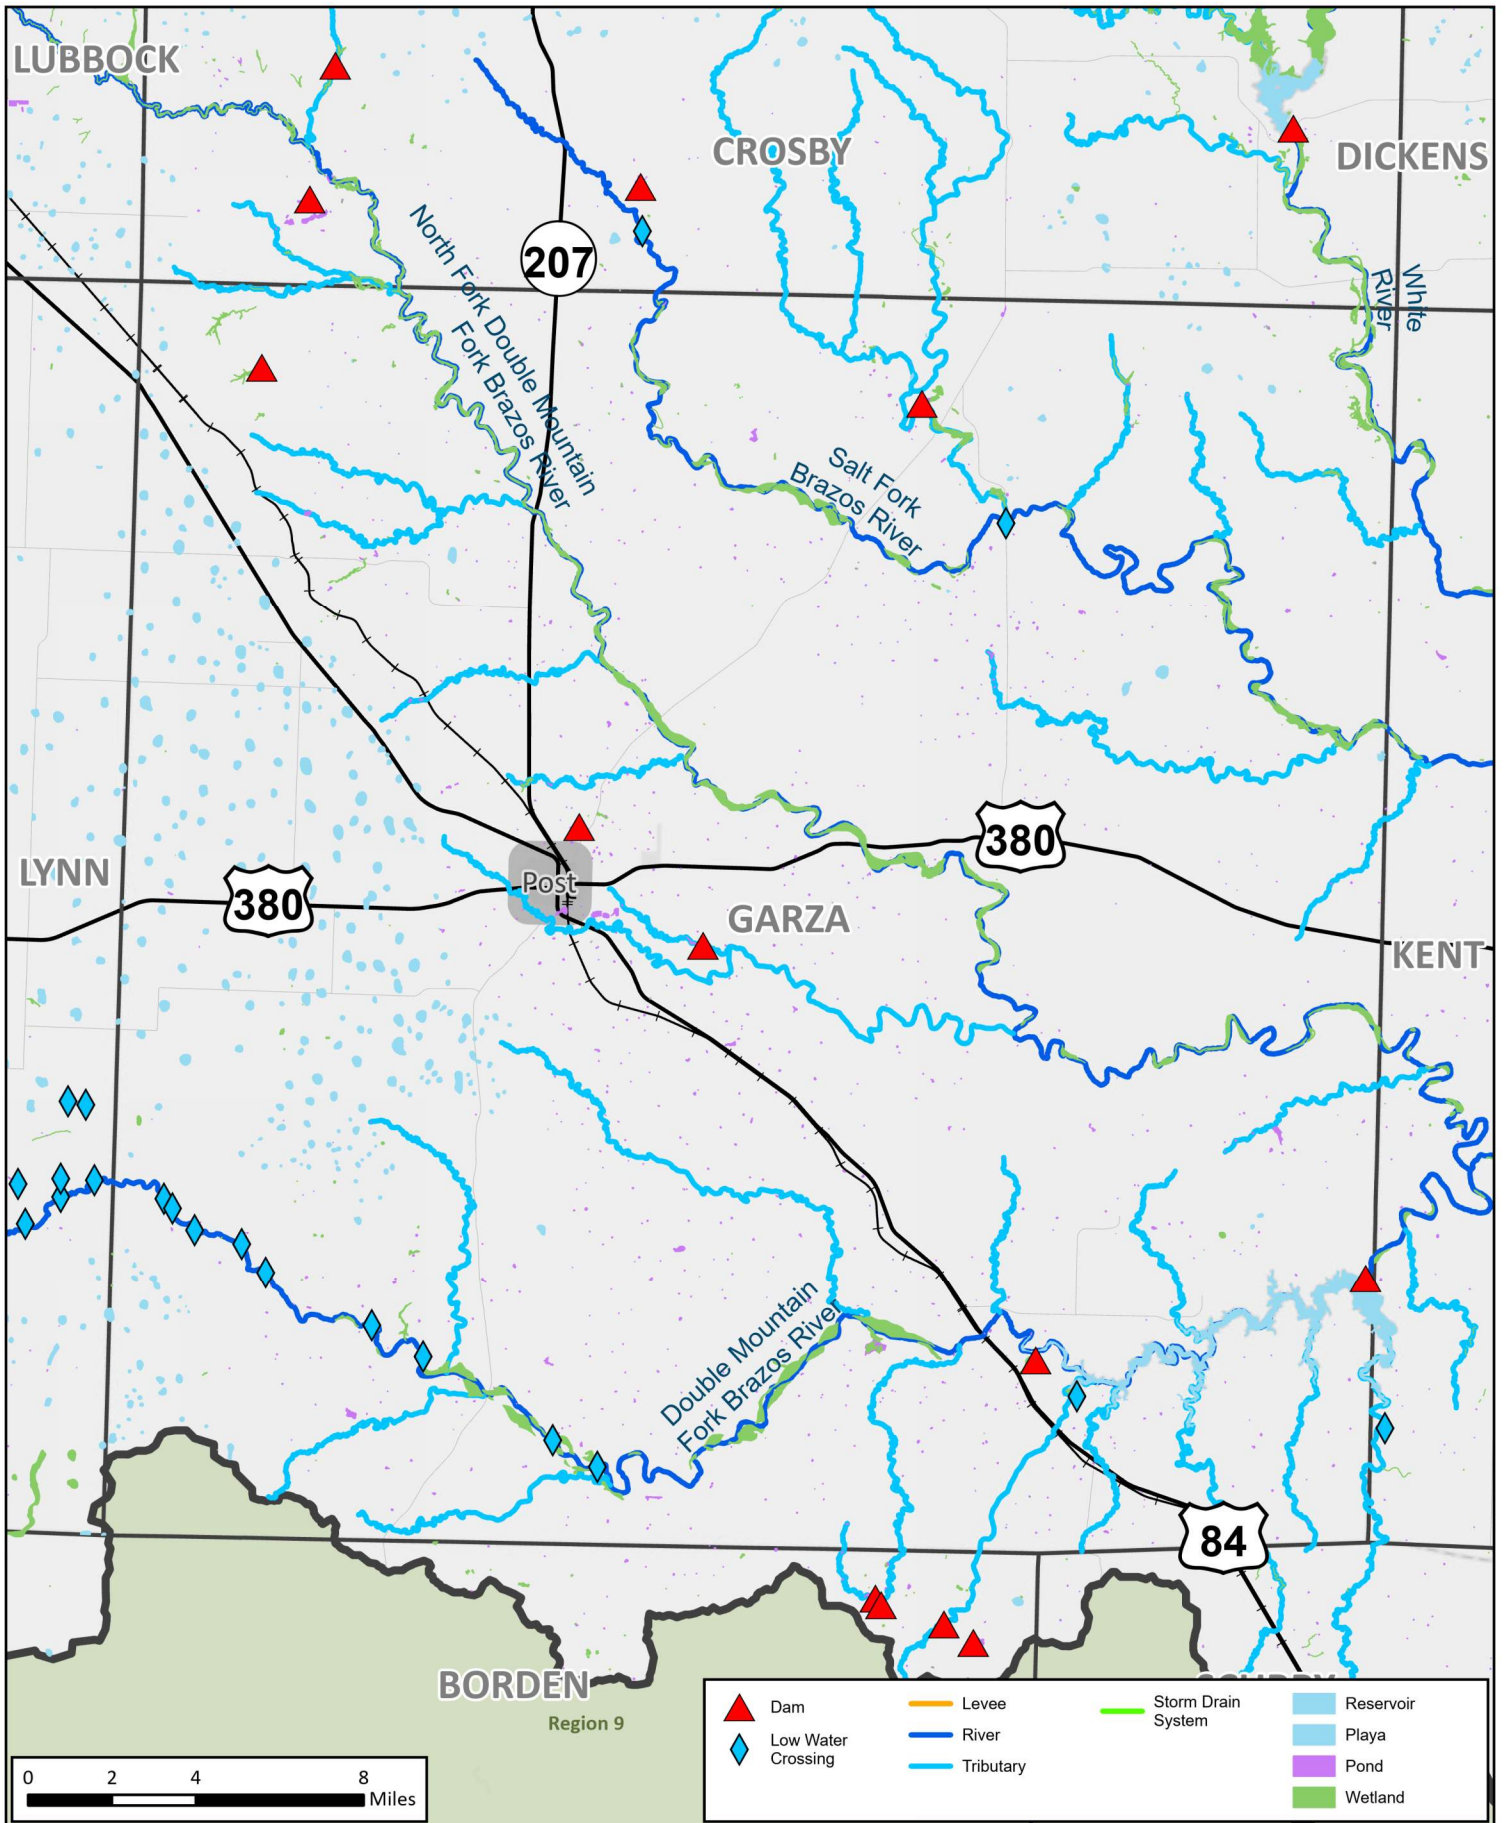 LUBBOCK
CROSBY
DICKENS
207
North Fork Double Mountain
Fork Brazos River
White
River
Salt Fork
Brazos River
380
LYNN
380
Post
GARZA
KENT
Double Mountain
Fork Brazos River
84
BORDEN
Region 9
Dam
Low Water
Crossing
Levee
River
Tributary
Storm Drain
System
Reservoir
Playa
Pond
Wetland
0 2 4 8
Miles